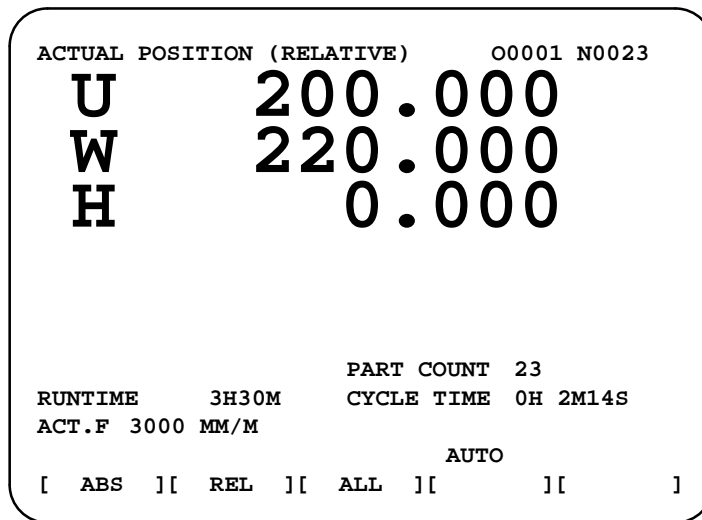 ACTUAL POSITION (RELATIVE) O0001 N0023
U 200.000
W 220.000
H 0.000
PART COUNT 23
RUNTIME 3H30M CYCLE TIME 0H 2M14S
ACT.F 3000 MM/M
AUTO
[ ABS ][ REL ][ ALL ][ ][ ]